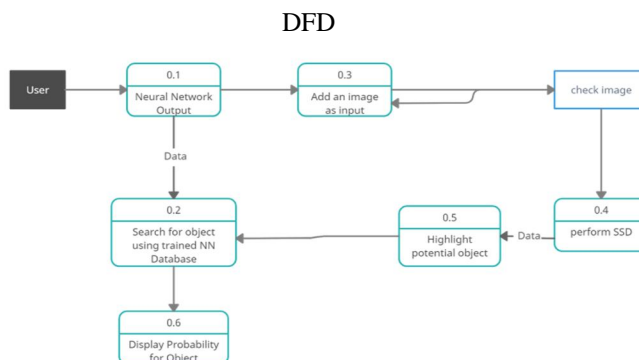 DFD
User
0.1
Neural Network
Output
0.3
Add an image
as input
check image
Data
0.2
Search for object
using trained NN
Database
0.5
Highlight
potential object
Data
0.4
perform SSD
0.6
Display Probability
for Object